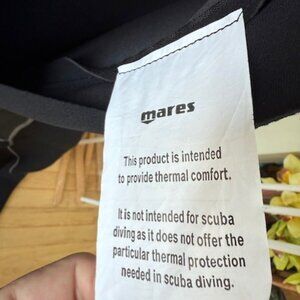 mares
This product is intended
to provide thermal comfort.
It is not intended for scuba
diving as it does not offer the
particular thermal protection
needed in scuba diving.